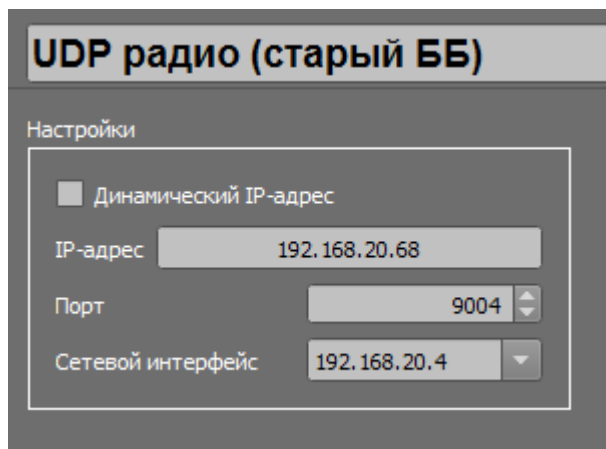 UDP радио (старый ББ)
Настройки
Динамический IP-адрес
IP-адрес 192.168.20.68
Порт 9004
Сетевой интерфейс 192.168.20.4